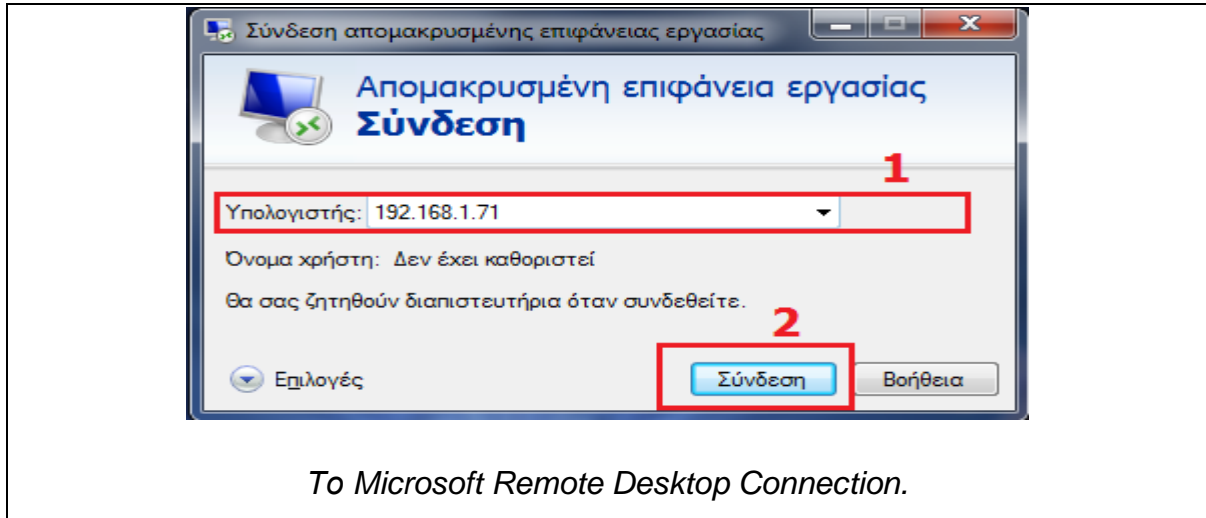 Σύνδεση απομακρυσμένης επιφάνειας εργασίας
Απομακρυσμένη επιφάνεια εργασίας
Σύνδεση
1
Υπολογιστής: 192.168.1.71
Όνομα χρήστη: Δεν έχει καθοριστεί
Θα σας ζητηθούν διαπιστευτήρια όταν συνδεθείτε.
2
Επιλογές Σύνδεση Βοήθεια
Το Microsoft Remote Desktop Connection.